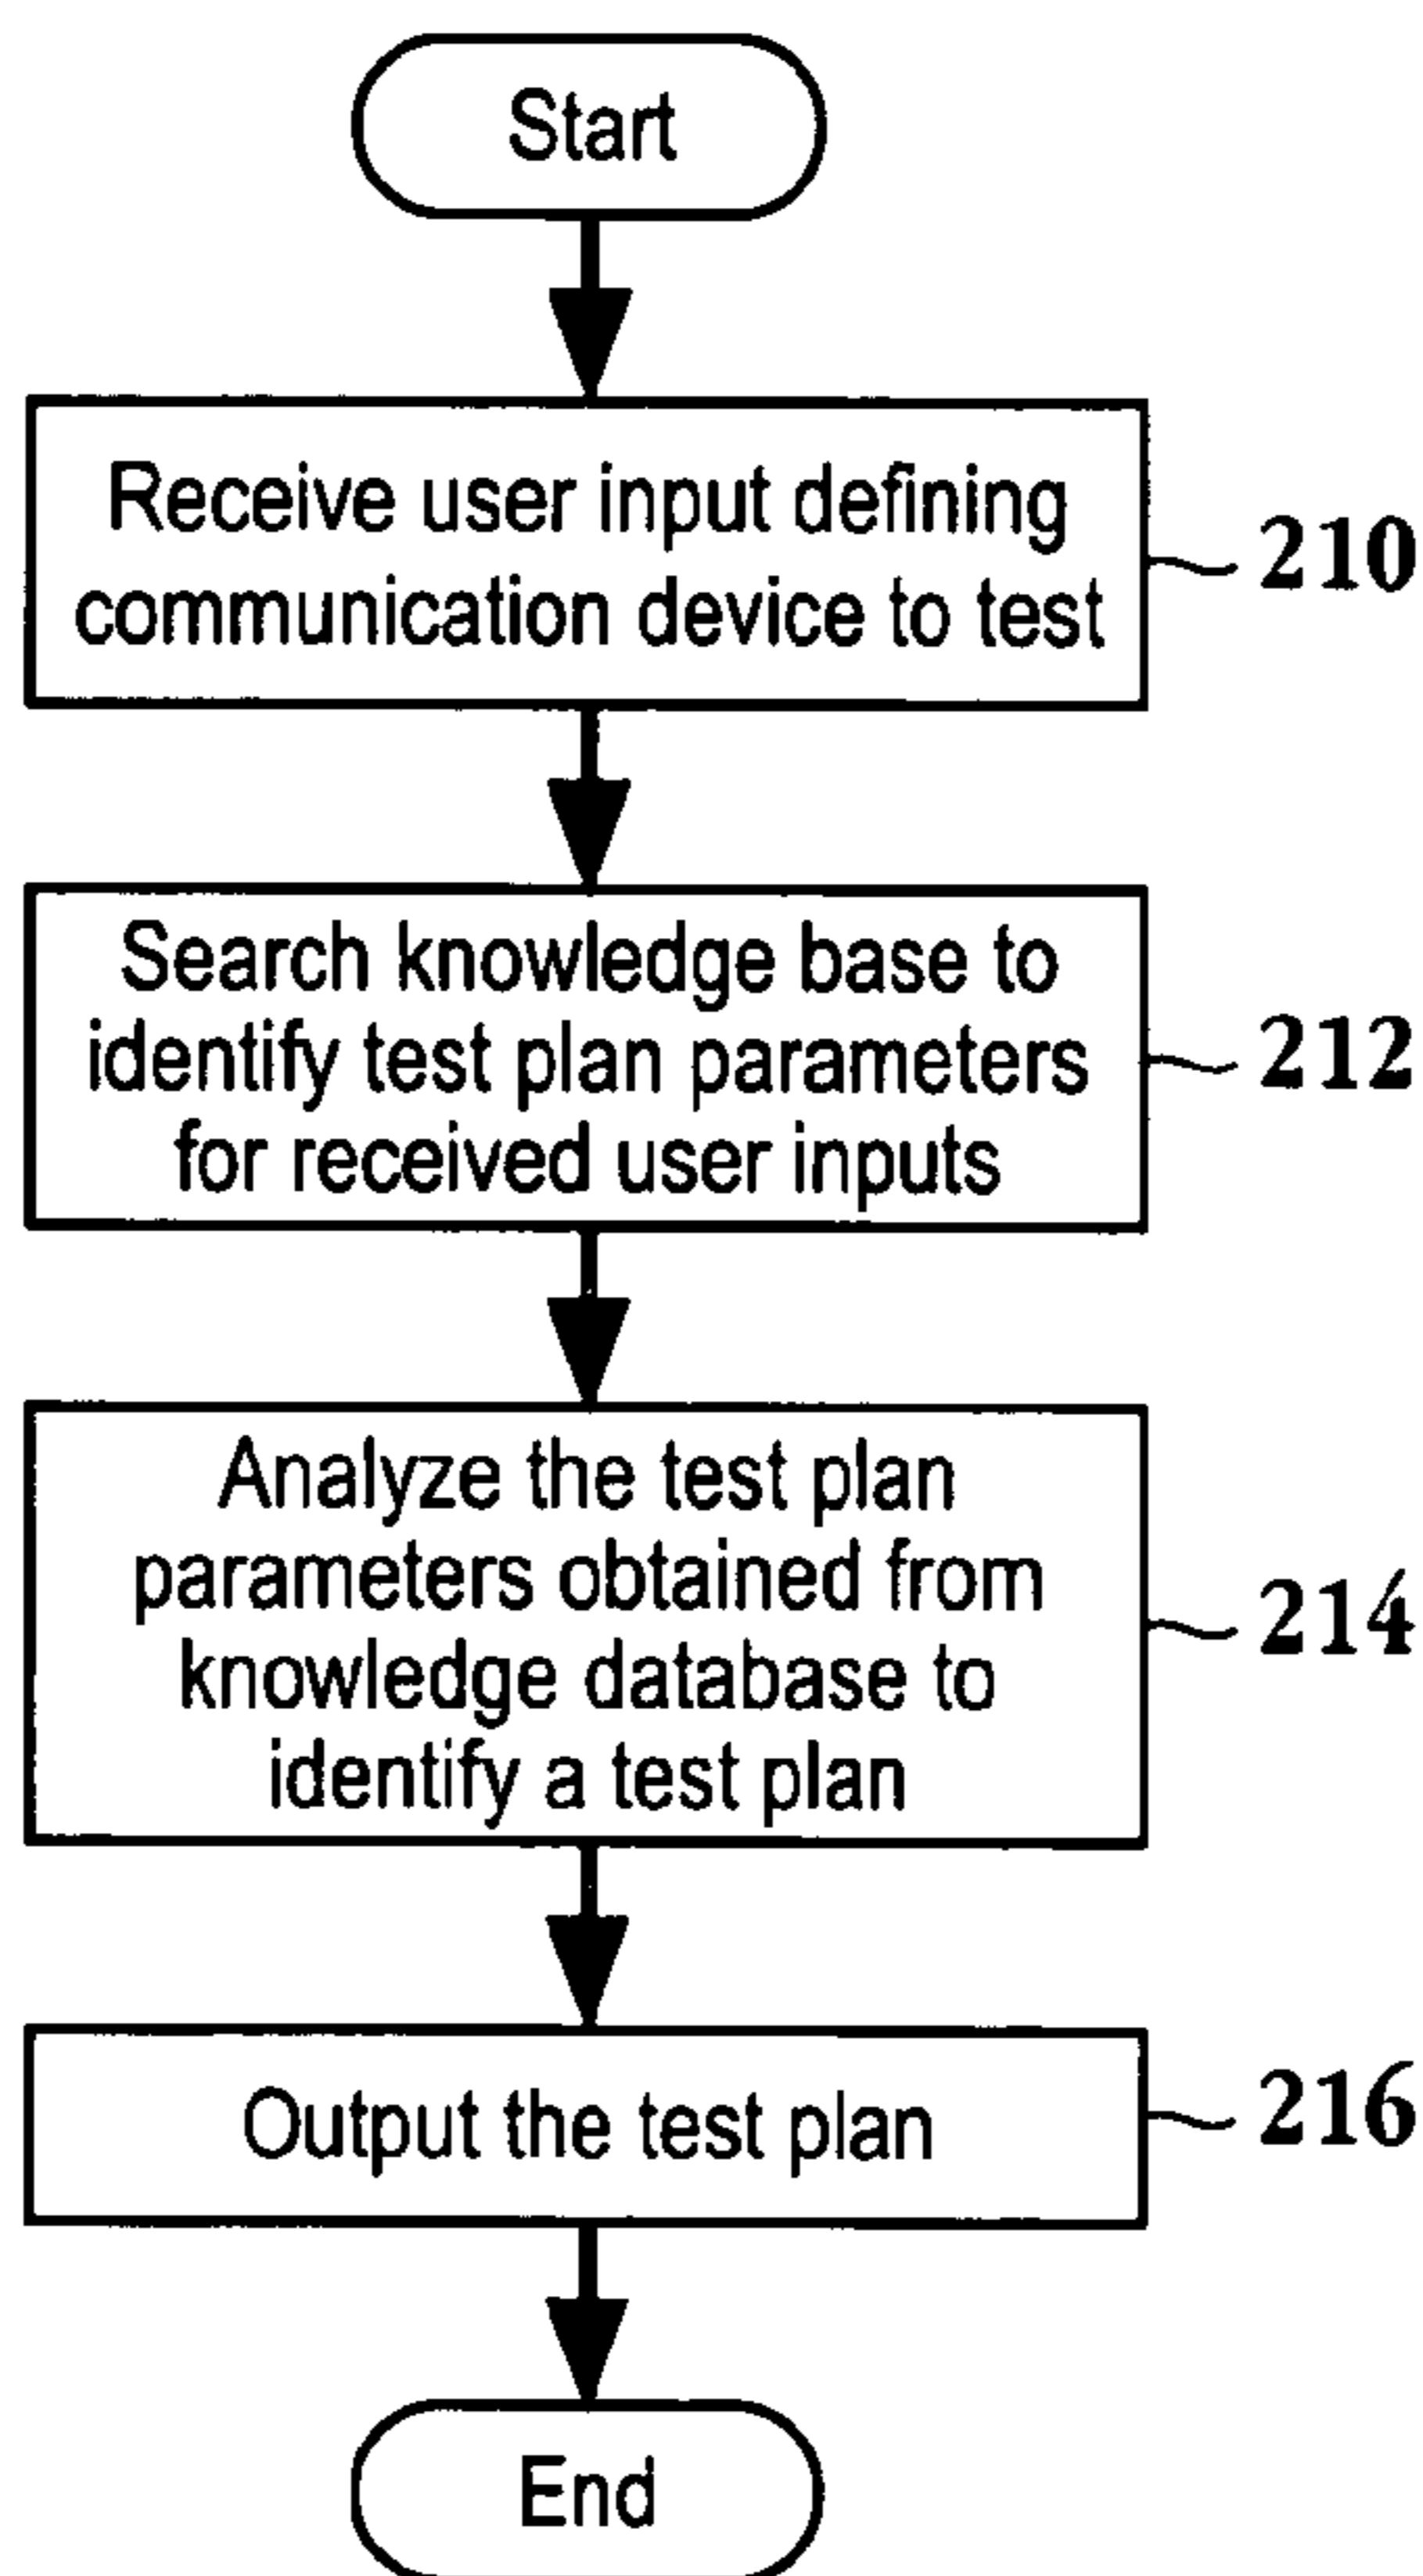 Start
Receive user input defining
communication device to test
210
Search knowledge base to
identify test plan parameters
for received user inputs
212
Analyze the test plan
parameters obtained from
knowledge database to
identify a test plan
214
Output the test plan
216
End